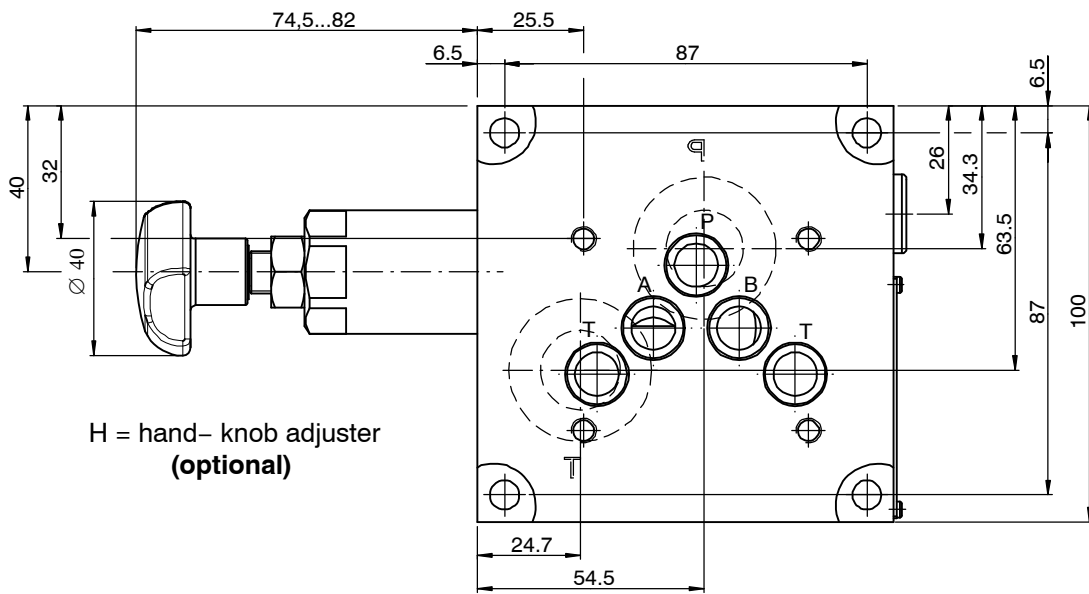 74,5...82
25.5
6.5
87
6.5
40
32
26
34.3
63.5
87
100
Ø 40
P
P
A
B
T
T
T
H = hand– knob adjuster
(optional)
24.7
54.5